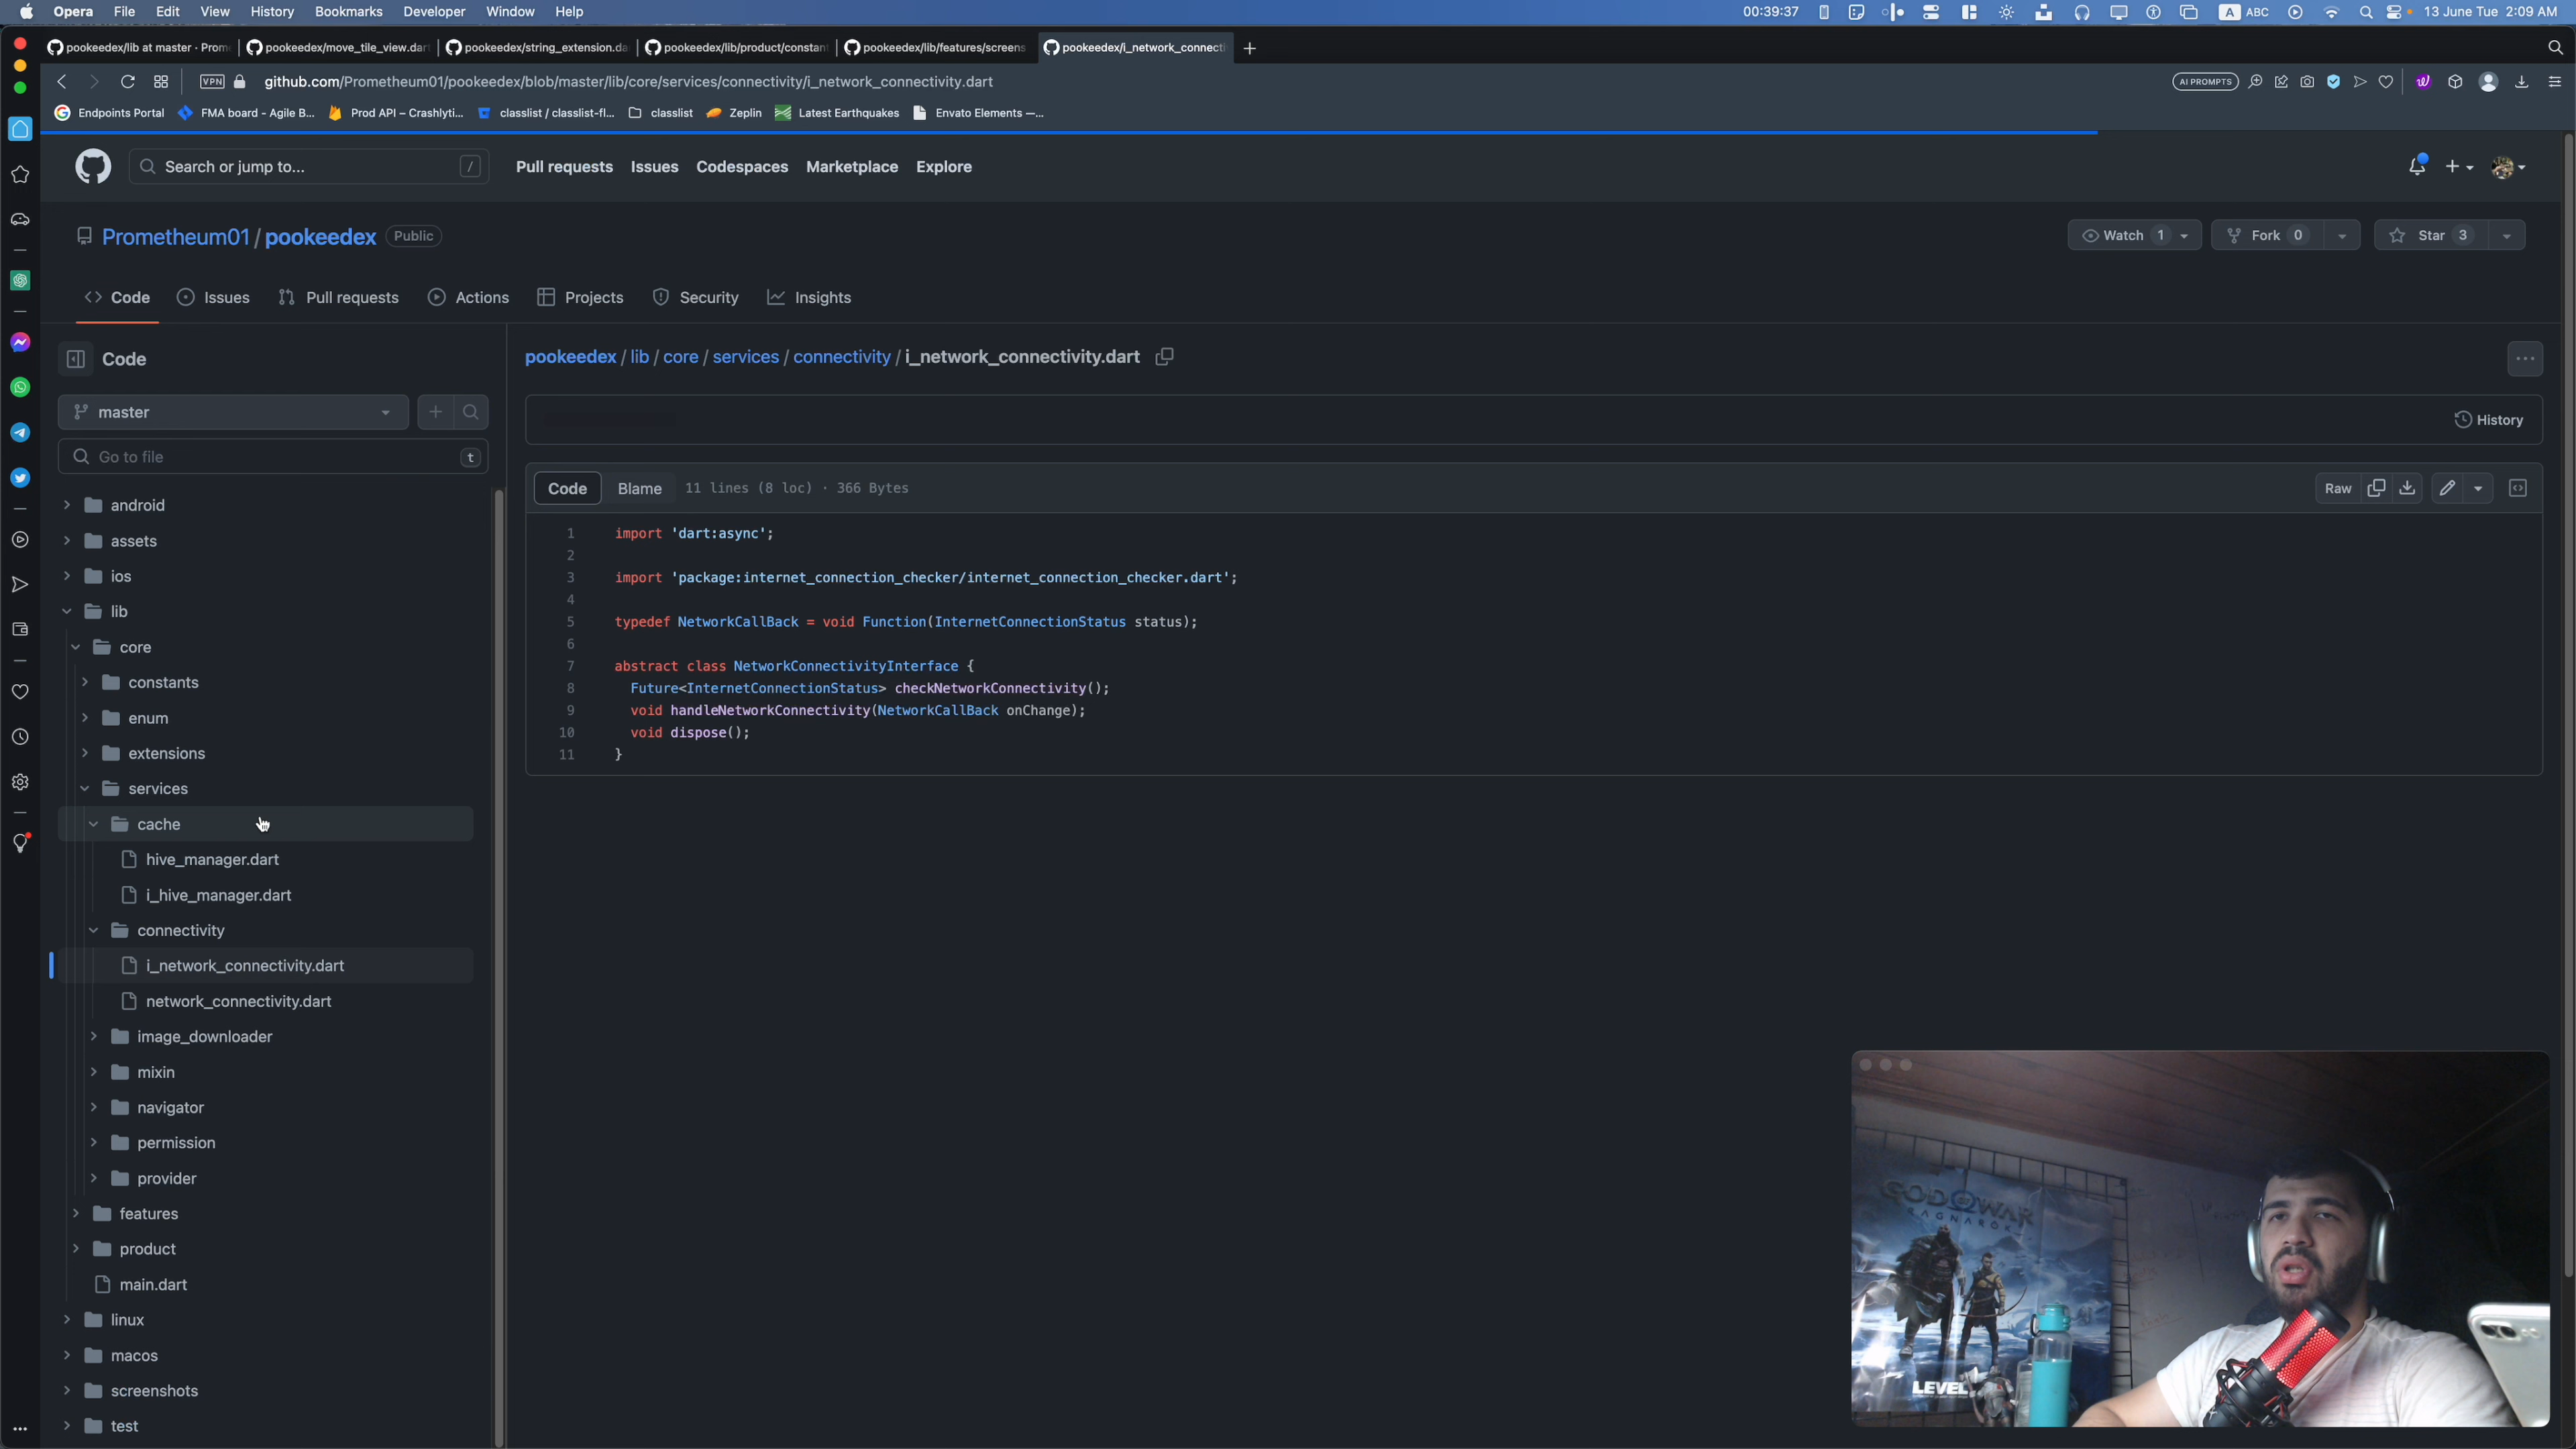 Opera File Edit View History Bookmarks Developer Window Help 00:39:37 A ABC 13 June Tue 2:09 AM
pookeedex/lib at master · Prom pookeedex/move_tile_view.dar pookeedex/string_extension.da pookeedex/lib/product/constan pookeedex/lib/features/screens pookeedex/i_network_connecti
VPN github.com/Prometheum01/pookeedex/blob/master/lib/core/services/connectivity/i_network_connectivity.dart AI PROMPTS
Endpoints Portal FMA board - Agile B... Prod API – Crashlyti... classlist / classlist-fl... classlist Zeplin Latest Earthquakes Envato Elements —...
Search or jump to... / Pull requests Issues Codespaces Marketplace Explore
Prometheum01 / pookeedex Public Watch 1 Fork 0 Star 3
Code Issues Pull requests Actions Projects Security Insights
Code
master
Go to file t
android
assets
ios
lib
core
constants
enum
extensions
services
cache
hive_manager.dart
i_hive_manager.dart
connectivity
i_network_connectivity.dart
network_connectivity.dart
image_downloader
mixin
navigator
permission
provider
features
product
main.dart
linux
macos
screenshots
test
pookeedex / lib / core / services / connectivity / i_network_connectivity.dart
History
Code Blame 11 lines (8 loc) · 366 Bytes Raw
1 import 'dart:async';
2
3 import 'package:internet_connection_checker/internet_connection_checker.dart';
4
5 typedef NetworkCallBack = void Function(InternetConnectionStatus status);
6
7 abstract class NetworkConnectivityInterface {
8 Future<InternetConnectionStatus> checkNetworkConnectivity();
9 void handleNetworkConnectivity(NetworkCallBack onChange);
10 void dispose();
11 }
GOD OF WAR
RAGNARÖK
LEVEL